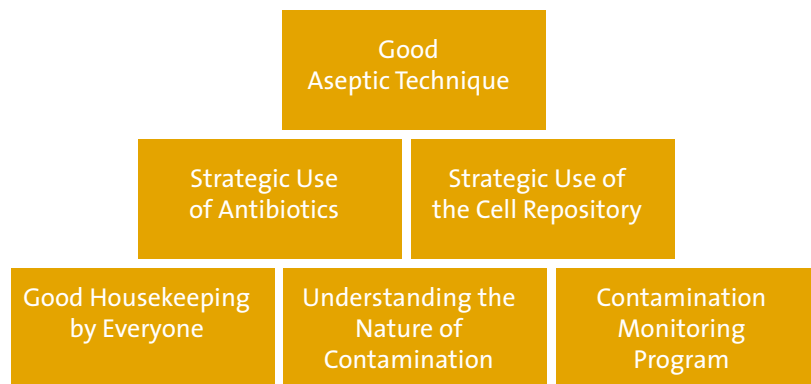 Good
Aseptic Technique
Strategic Use
of Antibiotics
Strategic Use of
the Cell Repository
Good Housekeeping
by Everyone
Understanding the
Nature of
Contamination
Contamination
Monitoring
Program